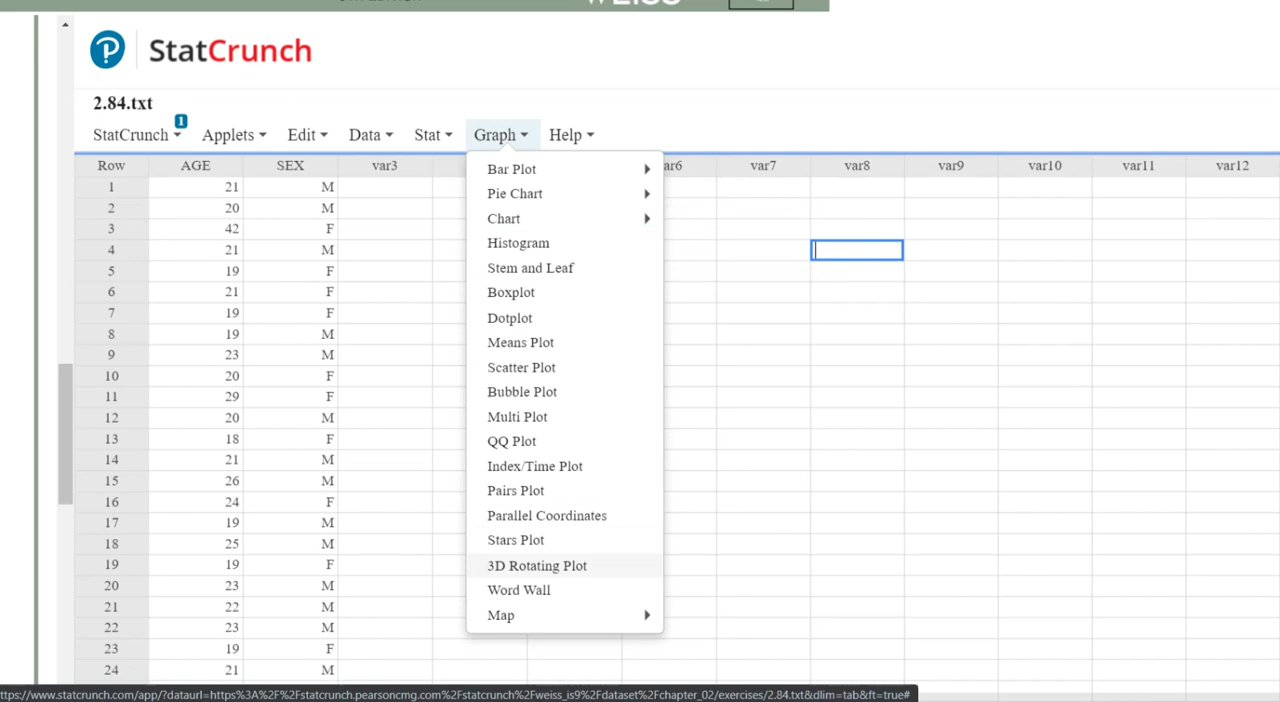 StatCrunch
2.84.txt
StatCrunch 1 Applets Edit Data Stat Graph Help
Row AGE SEX var3 ar6 var7 var8 var9 var10 var11 var12
1 21 M
2 20 M
3 42 F
4 21 M
5 19 F
6 21 F
7 19 F
8 19 M
9 23 M
10 20 F
11 29 F
12 20 M
13 18 F
14 21 M
15 26 M
16 24 F
17 19 M
18 25 M
19 19 F
20 23 M
21 22 M
22 23 M
23 19 F
24 21 M
Bar Plot
Pie Chart
Chart
Histogram
Stem and Leaf
Boxplot
Dotplot
Means Plot
Scatter Plot
Bubble Plot
Multi Plot
QQ Plot
Index/Time Plot
Pairs Plot
Parallel Coordinates
Stars Plot
3D Rotating Plot
Word Wall
Map
ttps://www.statcrunch.com/app/?dataurl=https%3A%2F%2Fstatcrunch.pearsoncmg.com%2Fstatcrunch%2Fweiss_is9%2Fdataset%2Fchapter_02%2Fexercises%2F2.84.txt&dlim=tab&ft=true#